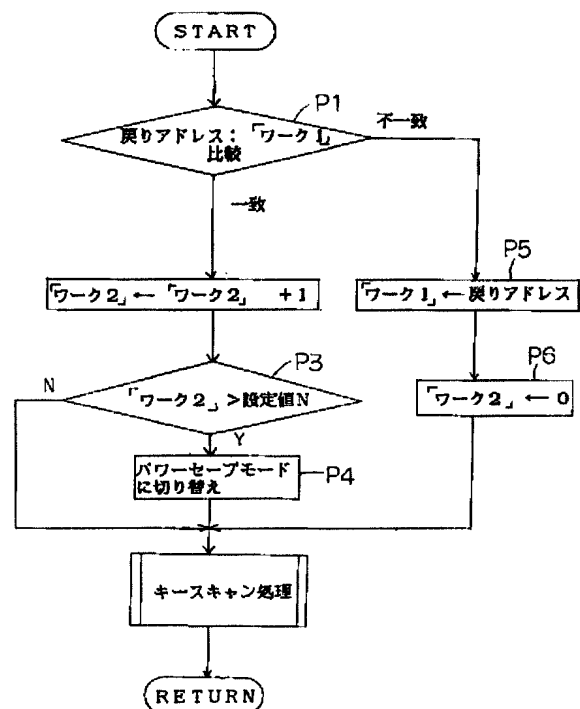 START
P1
戻りアドレス：「ワーク1」
比較
不一致
一致
P5
「ワーク2」←「ワーク2」 +1
「ワーク1」←戻りアドレス
P3
P6
N
「ワーク2」>設定値N
「ワーク2」←0
Y
パワーセーブモード
に切り替え
P4
キースキャン処理
RETURN